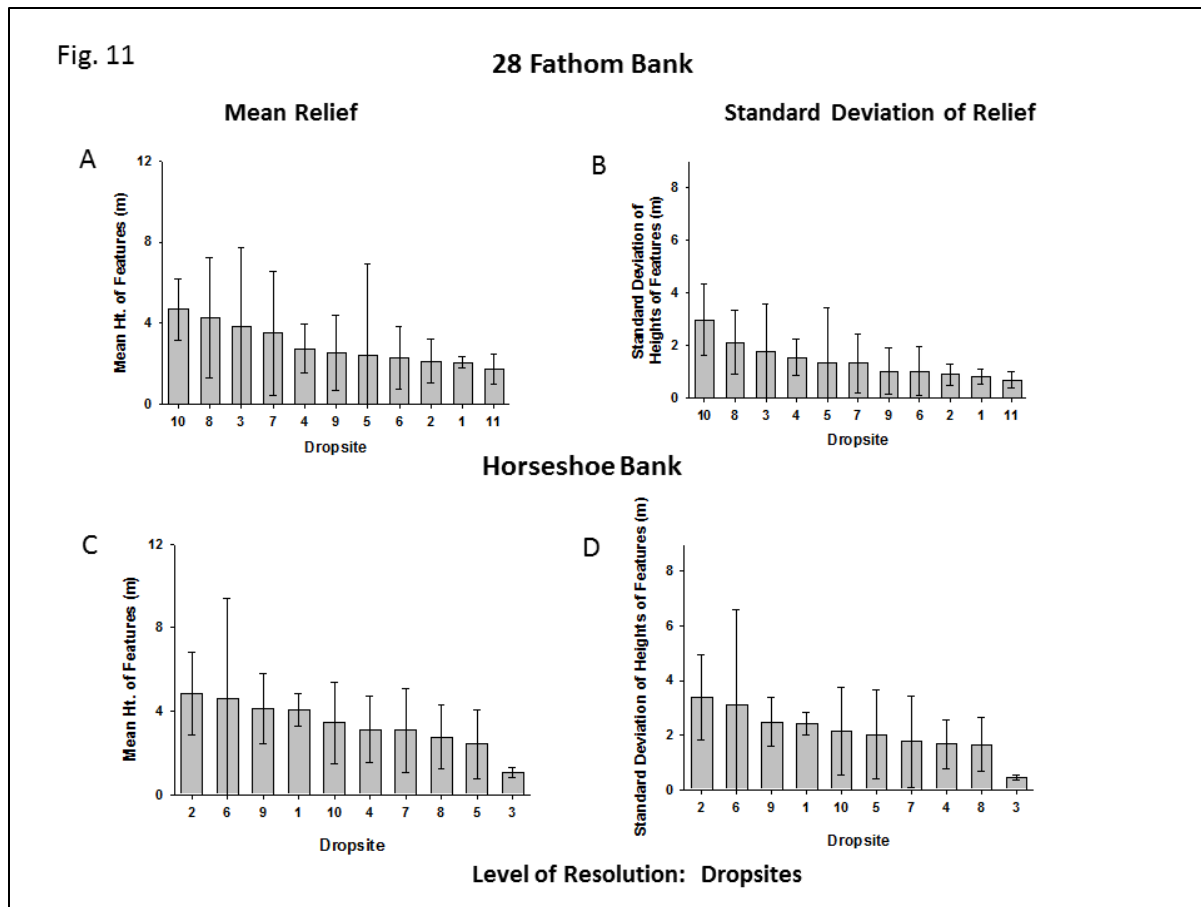 Fig. 11
28 Fathom Bank
Mean Relief
Standard Deviation of Relief
A
Mean Ht. of Features (m)
12
8
4
0
10 8 3 7 4 9 5 6 2 1 11
Dropsite
B
Standard Deviation of
Heights of Features (m)
8
6
4
2
0
10 8 3 4 5 7 9 6 2 1 11
Dropsite
Horseshoe Bank
C
Mean Ht. of Features (m)
12
8
4
0
2 6 9 1 10 4 7 8 5 3
Dropsite
D
Standard Deviation of Heights of Features (m)
8
6
4
2
0
2 6 9 1 10 5 7 4 8 3
Dropsite
Level of Resolution: Dropsites